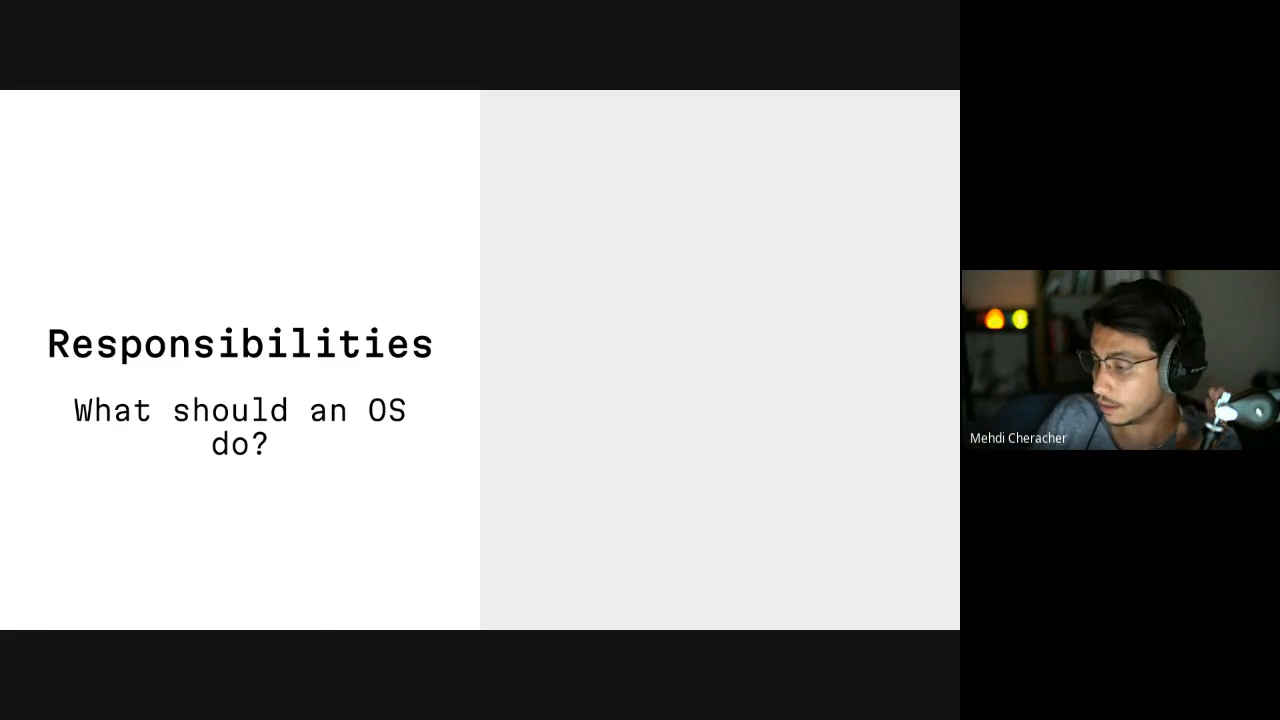 Responsibilities
What should an OS
do?
Mehdi Cheracher